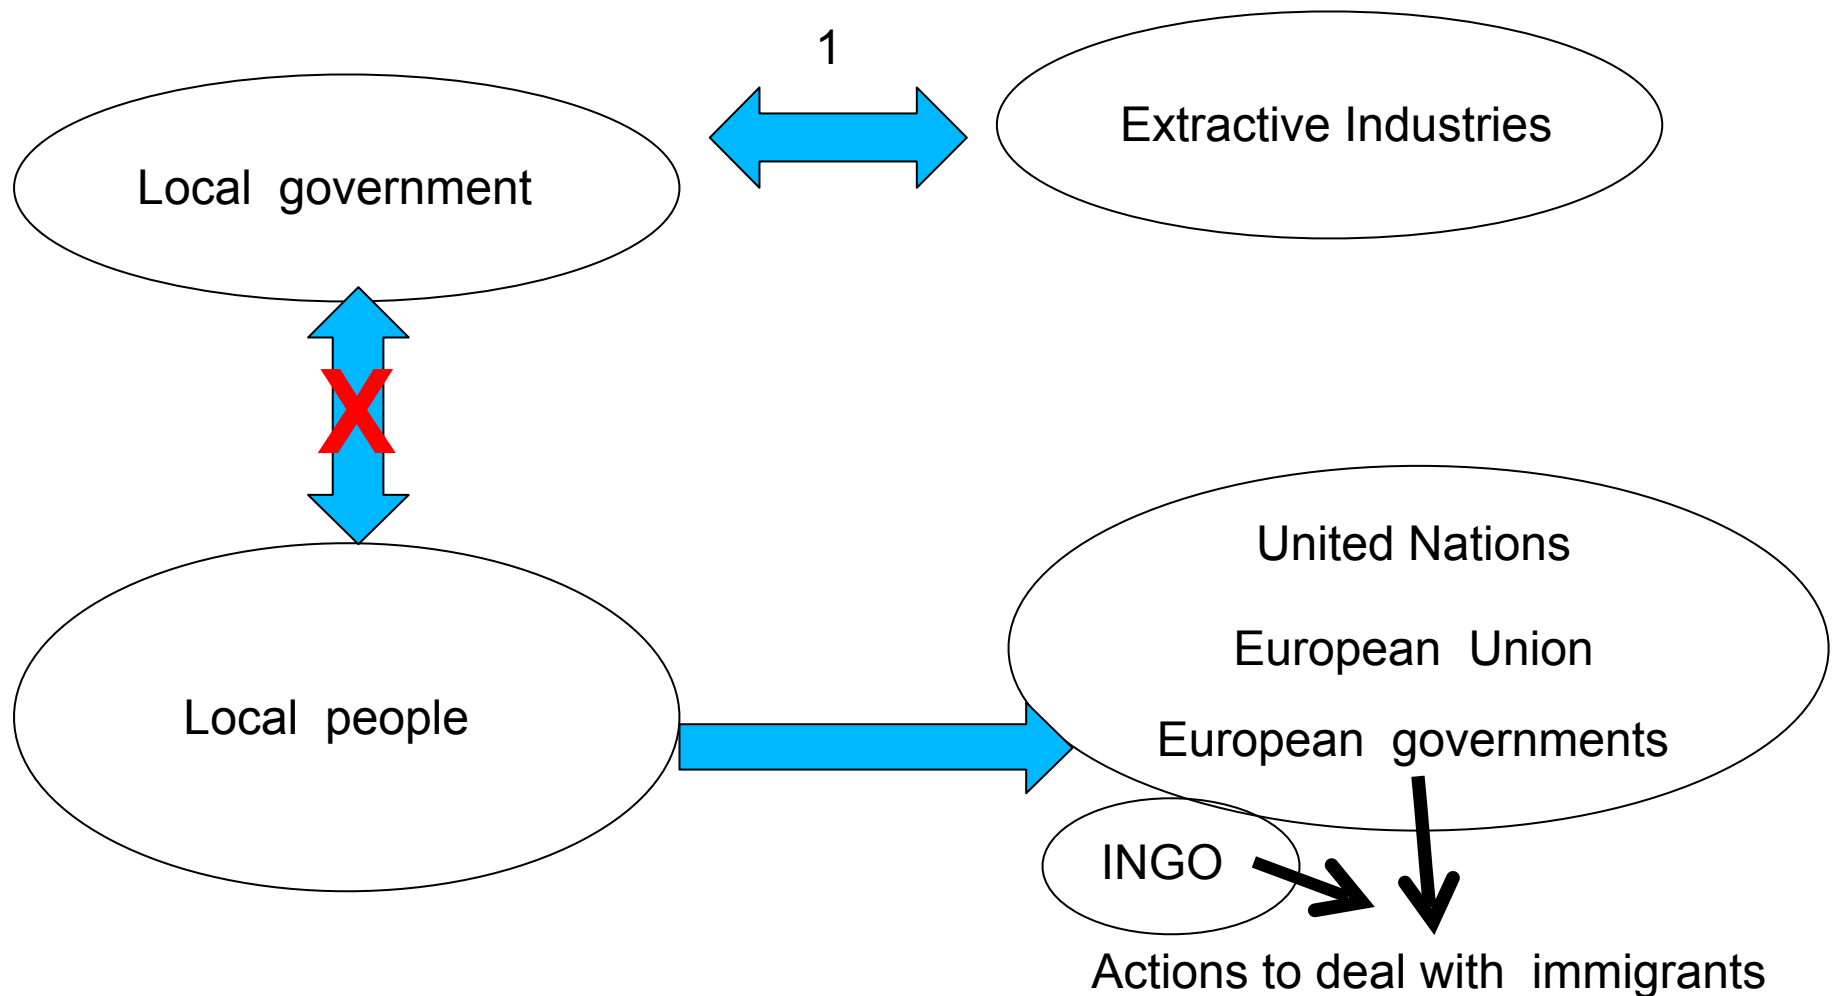 1
Extractive Industries
Local government
X
United Nations
European Union
Local people
European governments
INGO
Actions to deal with immigrants